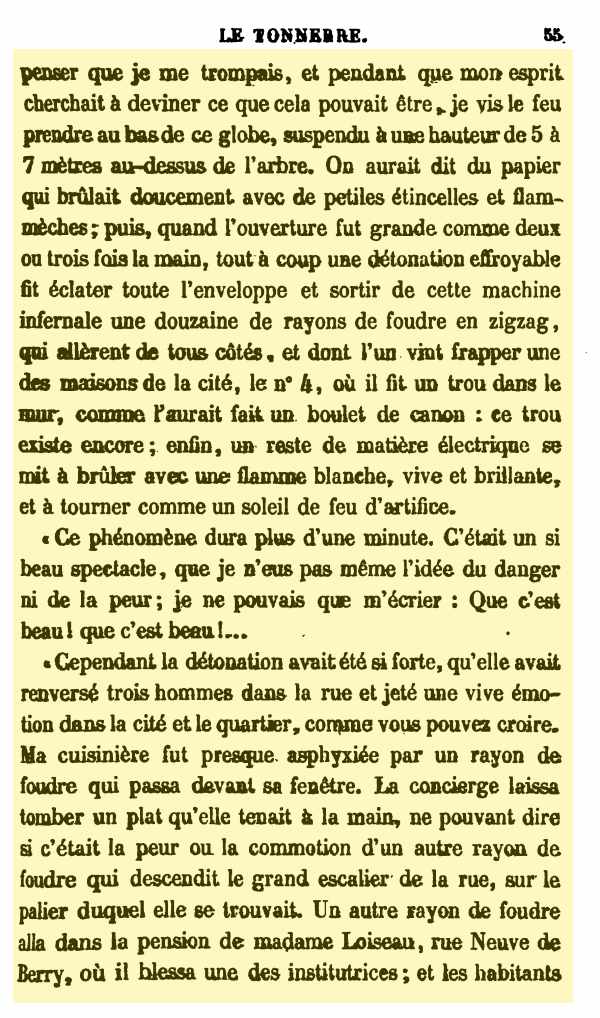 LE TONNERRE. 55
penser que je me trompais, et pendant que mon esprit
cherchait à deviner ce que cela pouvait être, je vis le feu
prendre au bas de ce globe, suspendu à une hauteur de 5 à
7 mètres au-dessus de l'arbre. On aurait dit du papier
qui brûlait doucement avec de petiles étincelles et flam-
mèches; puis, quand l'ouverture fut grande comme deux
ou trois fois la main, tout à coup une détonation effroyable
fit éclater toute l'enveloppe et sortir de cette machine
infernale une douzaine de rayons de foudre en zigzag,
qui allèrent de tous côtés, et dont l'un vint frapper une
des maisons de la cité, le n° 4, où il fit un trou dans le
mur, comme l'aurait fait un boulet de canon : ce trou
existe encore; enfin, un reste de matière électrique se
mit à brûler avec une flamme blanche, vive et brillante,
et à tourner comme un soleil de feu d'artifice.
« Ce phénomène dura plus d'une minute. C'était un si
beau spectacle, que je n'eus pas même l'idée du danger
ni de la peur; je ne pouvais que m'écrier : Que c'est
beau! que c'est beau!...
« Cependant la détonation avait été si forte, qu'elle avait
renversé trois hommes dans la rue et jeté une vive émo-
tion dans la cité et le quartier, comme vous pouvez croire.
Ma cuisinière fut presque asphyxiée par un rayon de
foudre qui passa devant sa fenêtre. La concierge laissa
tomber un plat qu'elle tenait à la main, ne pouvant dire
si c'était la peur ou la commotion d'un autre rayon de
foudre qui descendit le grand escalier de la rue, sur le
palier duquel elle se trouvait. Un autre rayon de foudre
alla dans la pension de madame Loiseau, rue Neuve de
Berry, où il blessa une des institutrices; et les habitants